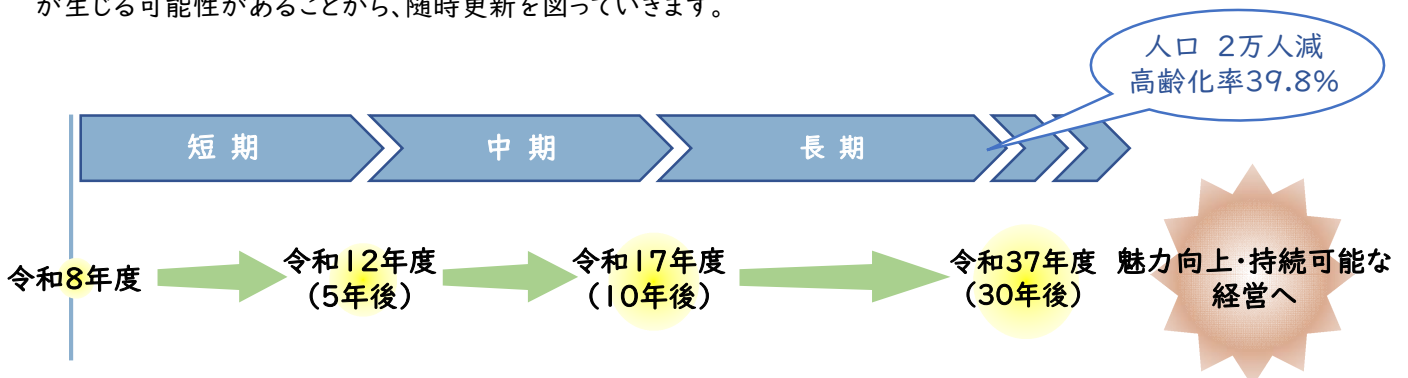 が生じる可能性があることから、随時更新を図っていきます。
人口 2万人減
高齢化率39.8%
短期
中期
長期
令和8年度
令和12年度
(5年後)
令和17年度
(10年後)
令和37年度
(30年後)
魅力向上・持続可能な
経営へ